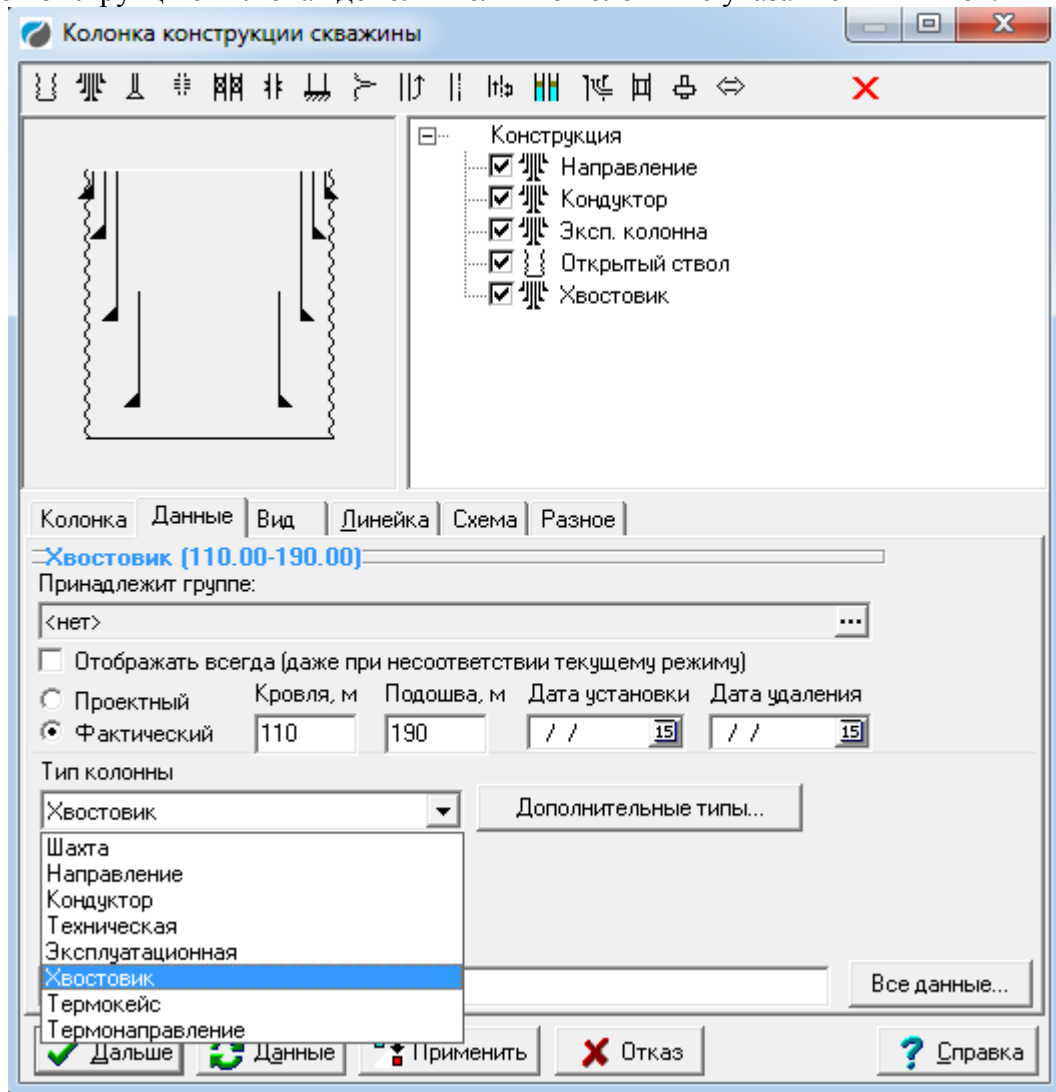 Колонка конструкции скважины
Конструкция
Направление
Кондуктор
Эксп. колонна
Открытый ствол
Хвостовик
Колонка Данные Вид Линейка Схема Разное
Хвостовик (110.00-190.00)
Принадлежит группе:
<нет> ...
Отображать всегда (даже при несоответствии текущему режиму)
Проектный Кровля, м Подошва, м Дата установки Дата удаления
Фактический 110 190 / / 15 / / 15
Тип колонны
Хвостовик Дополнительные типы...
Шахта
Направление
Кондуктор
Техническая
Эксплуатационная
Хвостовик
Термокейс Все данные...
Термонаправление
Дальше Данные Применить Отказ Справка